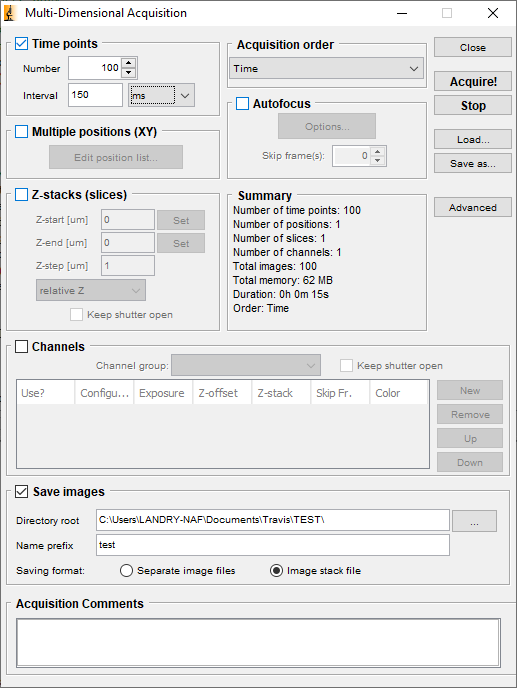 Multi-Dimensional Acquisition
Time points
Number 100
Interval 150 ms
Acquisition order
Time
Close
Acquire!
Stop
Autofocus
Options...
Skip frame(s): 0
Load...
Save as...
Multiple positions (XY)
Edit position list...
Z-stacks (slices)
Z-start [um] 0 Set
Z-end [um] 0 Set
Z-step [um] 1
relative Z
Keep shutter open
Summary
Number of time points: 100
Number of positions: 1
Number of slices: 1
Number of channels: 1
Total images: 100
Total memory: 62 MB
Duration: 0h 0m 15s
Order: Time
Advanced
Channels
Channel group: Keep shutter open
Use? Configu... Exposure Z-offset Z-stack Skip Fr. Color
New
Remove
Up
Down
Save images
Directory root C:\Users\LANDRY-NAF\Documents\Travis\TEST\ ...
Name prefix test
Saving format: Separate image files Image stack file
Acquisition Comments